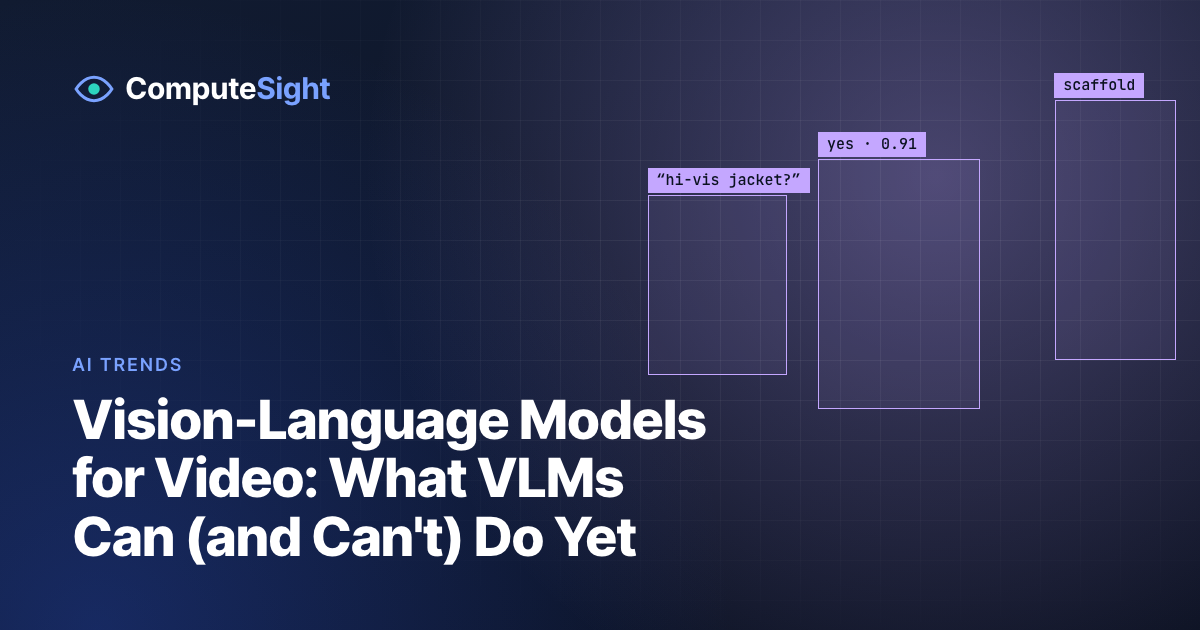 ComputeSight
scaffold
yes · 0.91
“hi-vis jacket?”
AI TRENDS
Vision-Language Models
for Video: What VLMs
Can (and Can't) Do Yet